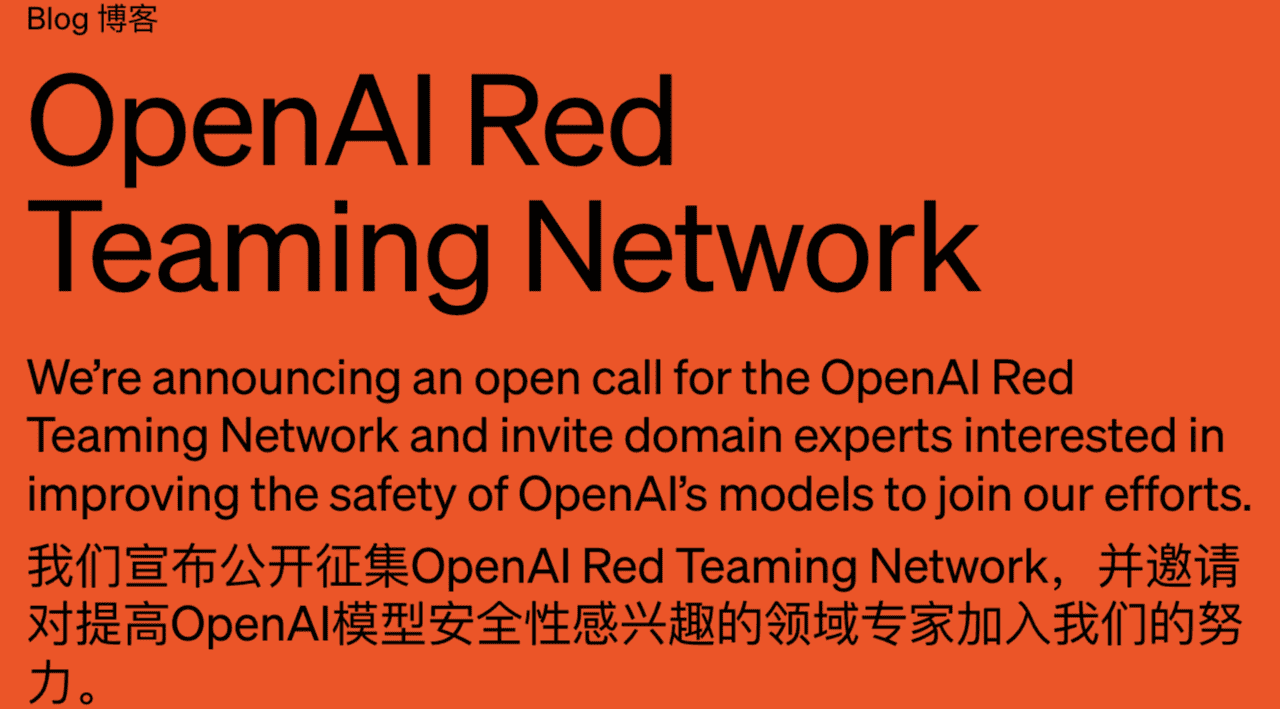 Blog 博客
OpenAI Red
Teaming Network
We’re announcing an open call for the OpenAI Red
Teaming Network and invite domain experts interested in
improving the safety of OpenAI’s models to join our efforts.
我们宣布公开征集OpenAI Red Teaming Network，并邀请
对提高OpenAI模型安全性感兴趣的领域专家加入我们的努
力。